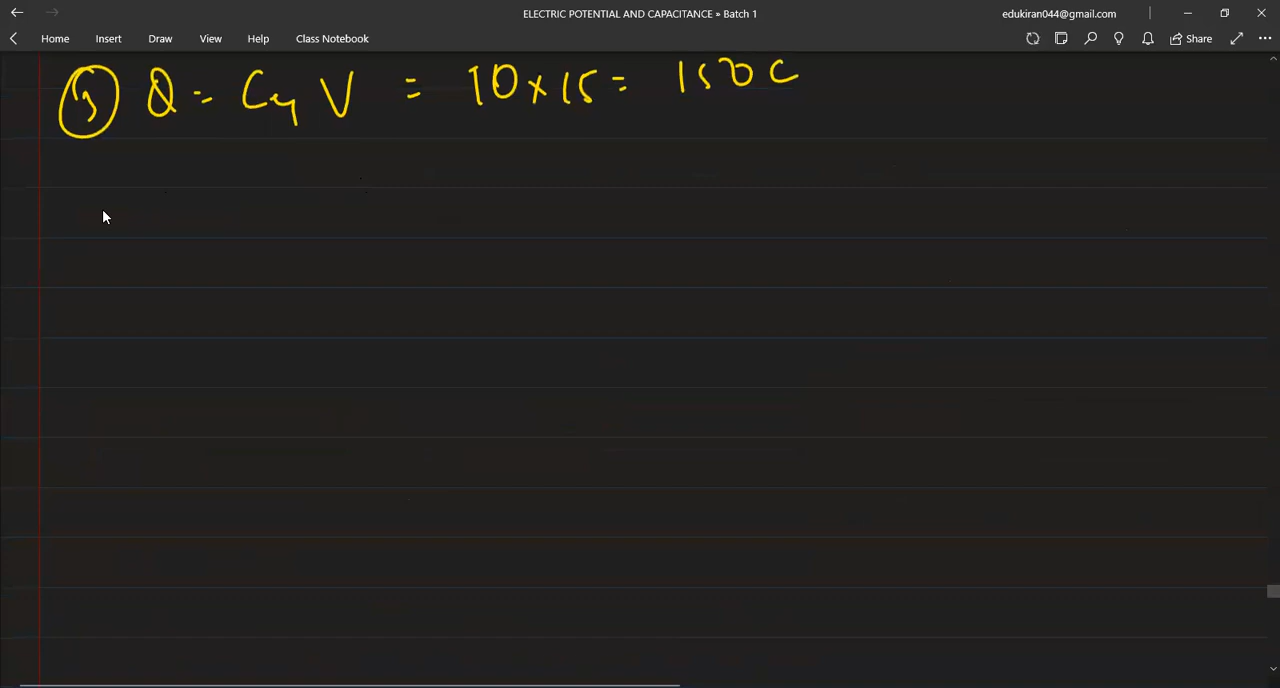 ELECTRIC POTENTIAL AND CAPACITANCE » Batch 1
edukiran044@gmail.com
Home Insert Draw View Help Class Notebook Share
③ Q = C₄ V = 10 × 15 = 150 C